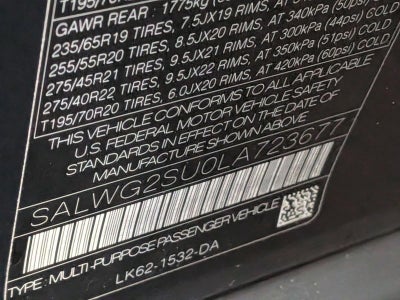 T195/70
GAWR REAR : 1775kg
235/65R19 TIRES, 7.5JX19 RIMS, AT 340kPa (50psi)
255/55R20 TIRES, 8.5JX20 RIMS, AT 300kPa (44psi) COLD
275/45R21 TIRES, 9.5JX21 RIMS, AT 350kPa (51psi) COLD
275/40R22 TIRES, 9.5JX22 RIMS, AT 420kPa (60psi) COLD
T195/70R20 TIRES, 6.0JX20 RIMS,
THIS VEHICLE CONFORMS TO ALL APPLICABLE
U.S. FEDERAL MOTOR VEHICLE SAFETY
STANDARDS IN EFFECT ON THE DATE OF
MANUFACTURE SHOWN ABOVE
SALWG2SU0LA723677
TYPE: MULTI-PURPOSE PASSENGER VEHICLE
LK62-1532-DA